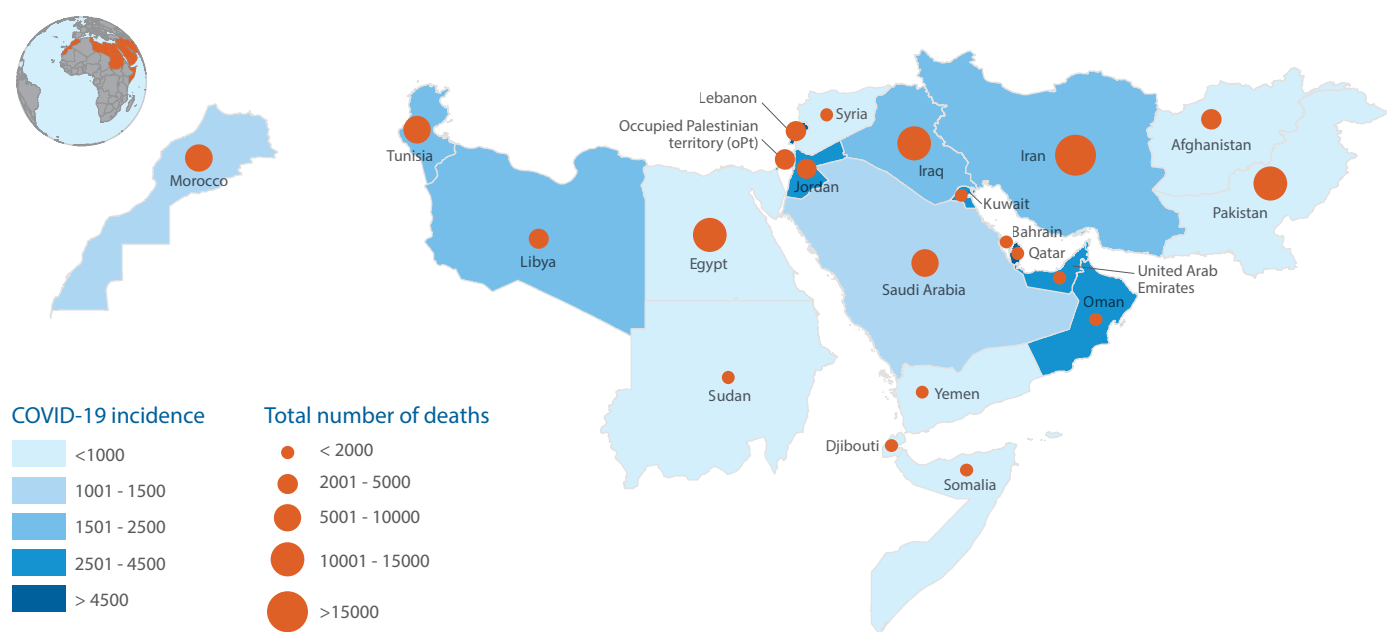 Lebanon
Syria
Occupied Palestinian
territory (oPt)
Tunisia
Morocco
Jordan
Iraq
Iran
Afghanistan
Pakistan
Kuwait
Bahrain
Qatar
United Arab
Emirates
Libya
Egypt
Saudi Arabia
Oman
Sudan
Yemen
Djibouti
Somalia
COVID-19 incidence
<1000
1001 - 1500
1501 - 2500
2501 - 4500
> 4500
Total number of deaths
< 2000
2001 - 5000
5001 - 10000
10001 - 15000
>15000